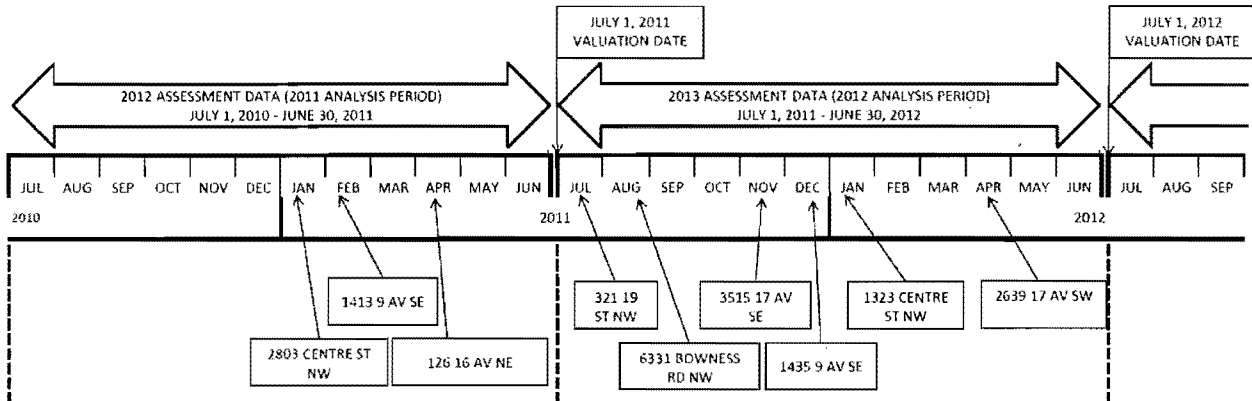 JULY 1, 2011
VALUATION DATE
JULY 1, 2012
VALUATION DATE
2012 ASSESSMENT DATA (2011 ANALYSIS PERIOD)
JULY 1, 2010 - JUNE 30, 2011
2013 ASSESSMENT DATA (2012 ANALYSIS PERIOD)
JULY 1, 2011 - JUNE 30, 2012
JUL AUG SEP OCT NOV DEC JAN FEB MAR APR MAY JUN JUL AUG SEP OCT NOV DEC JAN FEB MAR APR MAY JUN JUL AUG SEP
2010 2011 2012
1413 9 AV SE
2803 CENTRE ST
NW
126 16 AV NE
321 19
ST NW
6331 BOWNESS
RD NW
3515 17 AV
SE
1435 9 AV SE
1323 CENTRE
ST NW
2639 17 AV SW